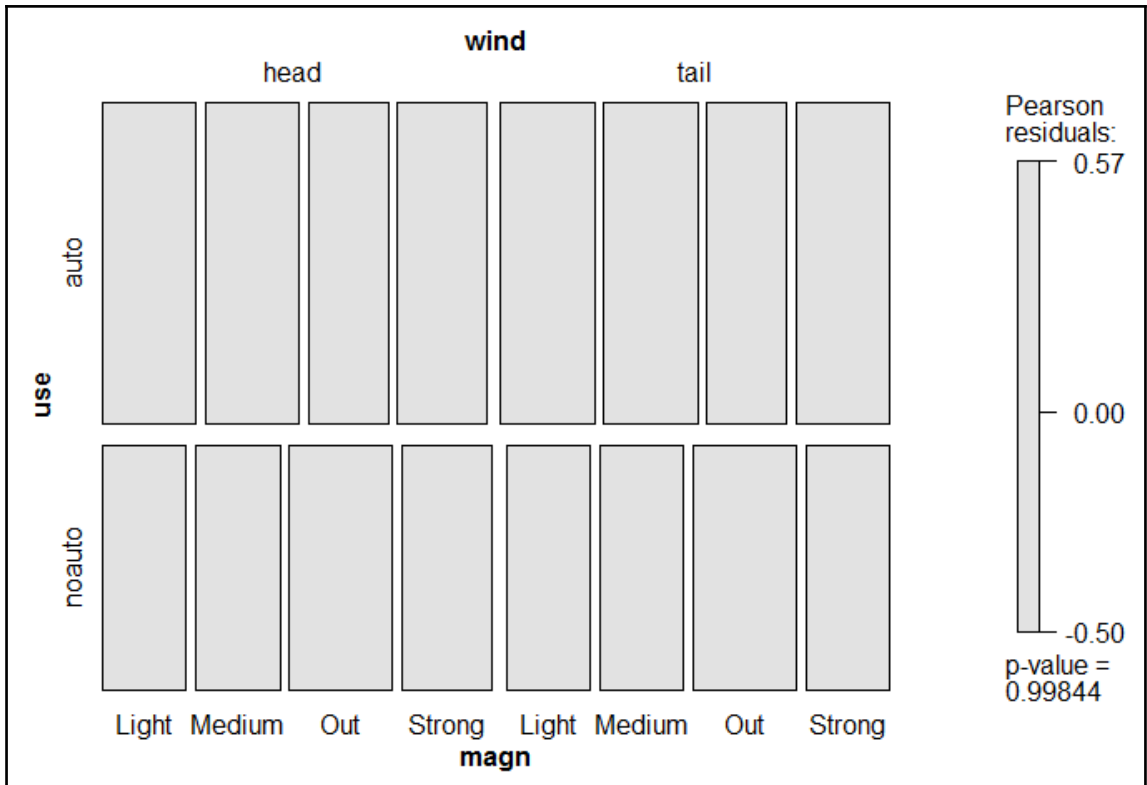 wind
head tail
Pearson
residuals:
0.57
auto
use
0.00
noauto
-0.50
p-value =
0.99844
Light Medium Out Strong Light Medium Out Strong
magn